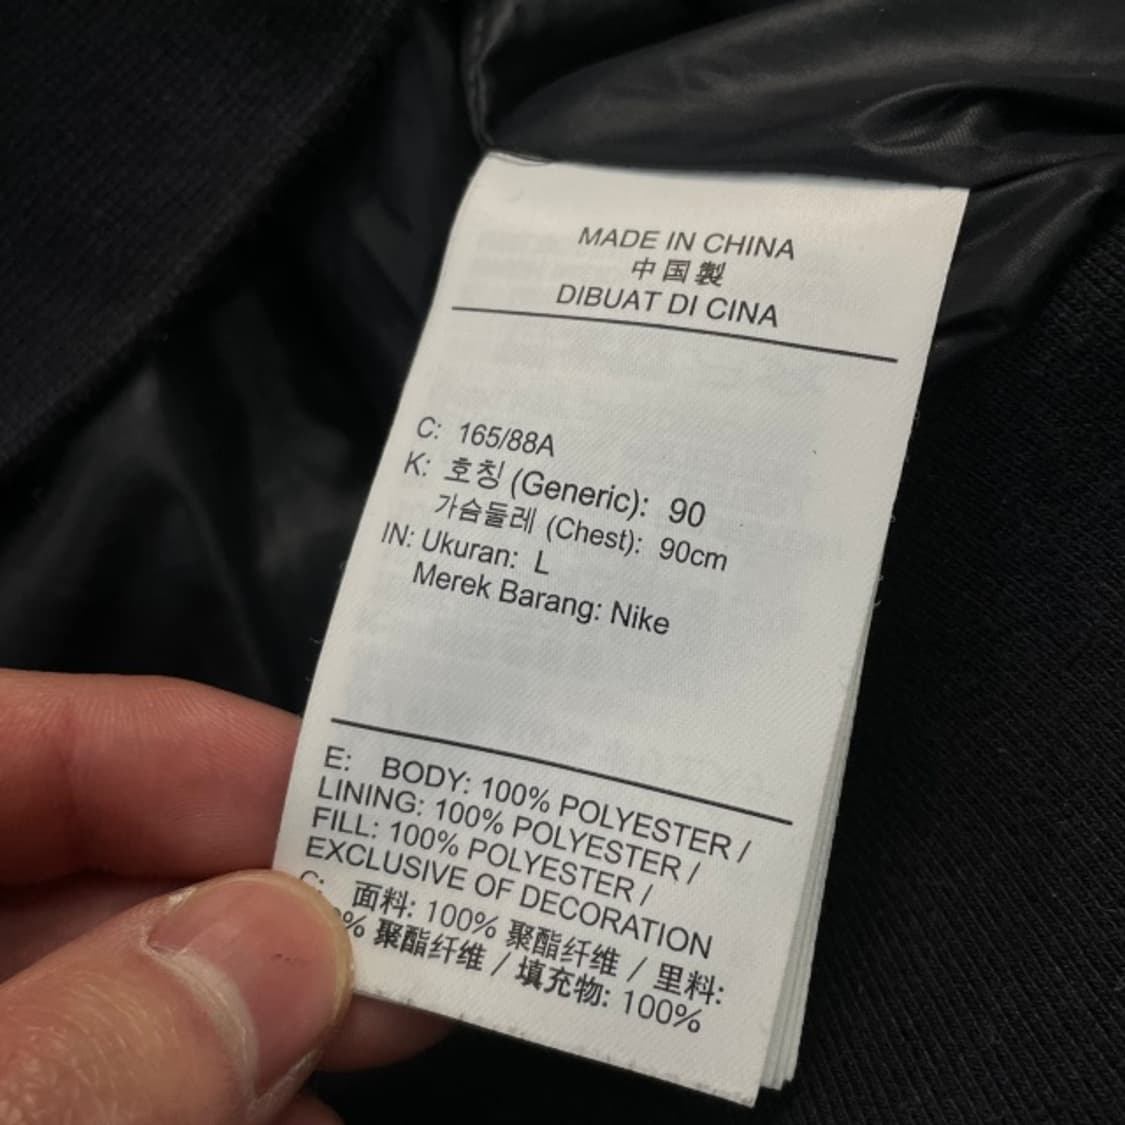 MADE IN CHINA
中国製
DIBUAT DI CINA
C: 165/88A
K: 호칭 (Generic): 90
가슴둘레 (Chest): 90cm
IN: Ukuran: L
Merek Barang: Nike
E: BODY: 100% POLYESTER /
LINING: 100% POLYESTER /
FILL: 100% POLYESTER /
EXCLUSIVE OF DECORATION
C: 面料: 100% 聚酯纤维 / 里料:
% 聚酯纤维 / 填充物: 100%